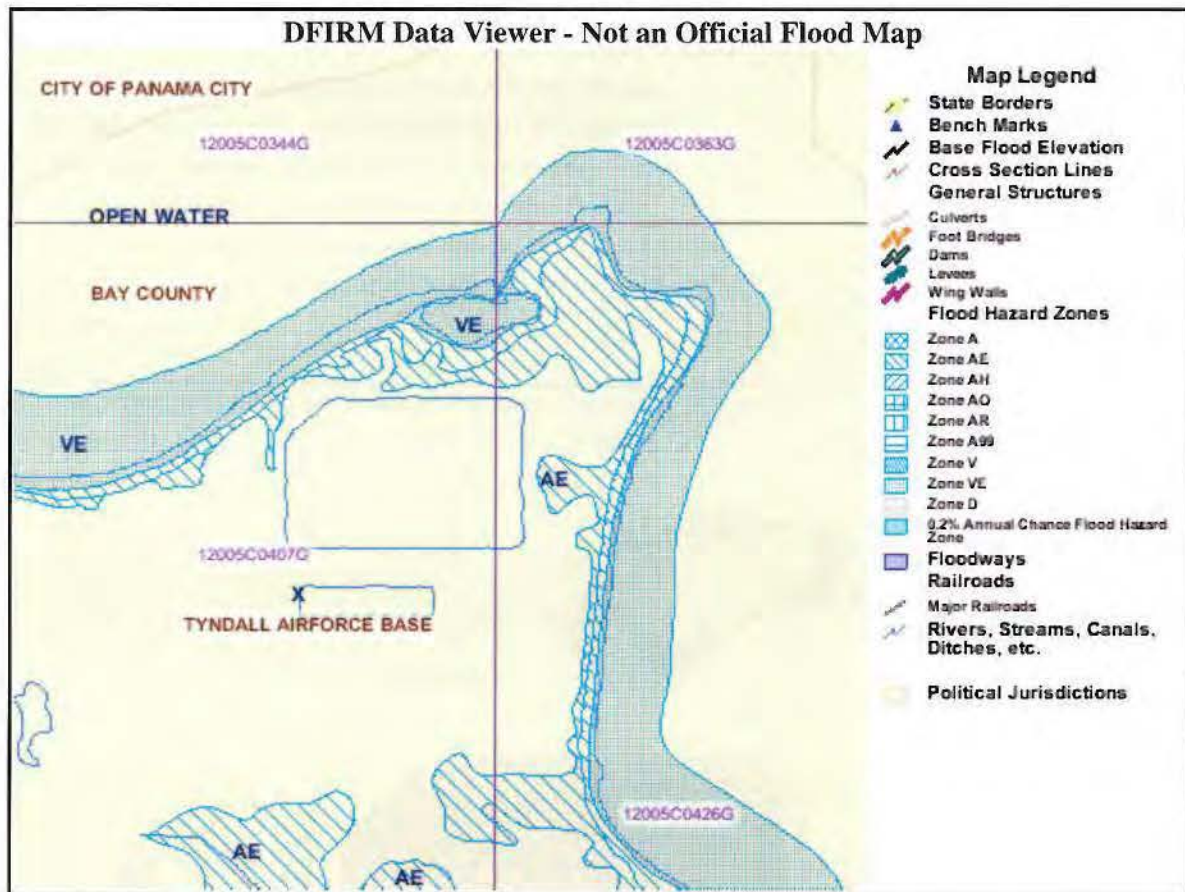 DFIRM Data Viewer - Not an Official Flood Map
CITY OF PANAMA CITY
12005C0344G
12005C0363G
OPEN WATER
BAY COUNTY
VE
VE
AE
12005C0407G
X
TYNDALL AIRFORCE BASE
12005C0426G
AE
AE
Map Legend
State Borders
Bench Marks
Base Flood Elevation
Cross Section Lines
General Structures
Culverts
Foot Bridges
Dams
Levees
Wing Walls
Flood Hazard Zones
Zone A
Zone AE
Zone AH
Zone AO
Zone AR
Zone A99
Zone V
Zone VE
Zone D
0.2% Annual Chance Flood Hazard
Zone
Floodways
Railroads
Major Railroads
Rivers, Streams, Canals,
Ditches, etc.
Political Jurisdictions